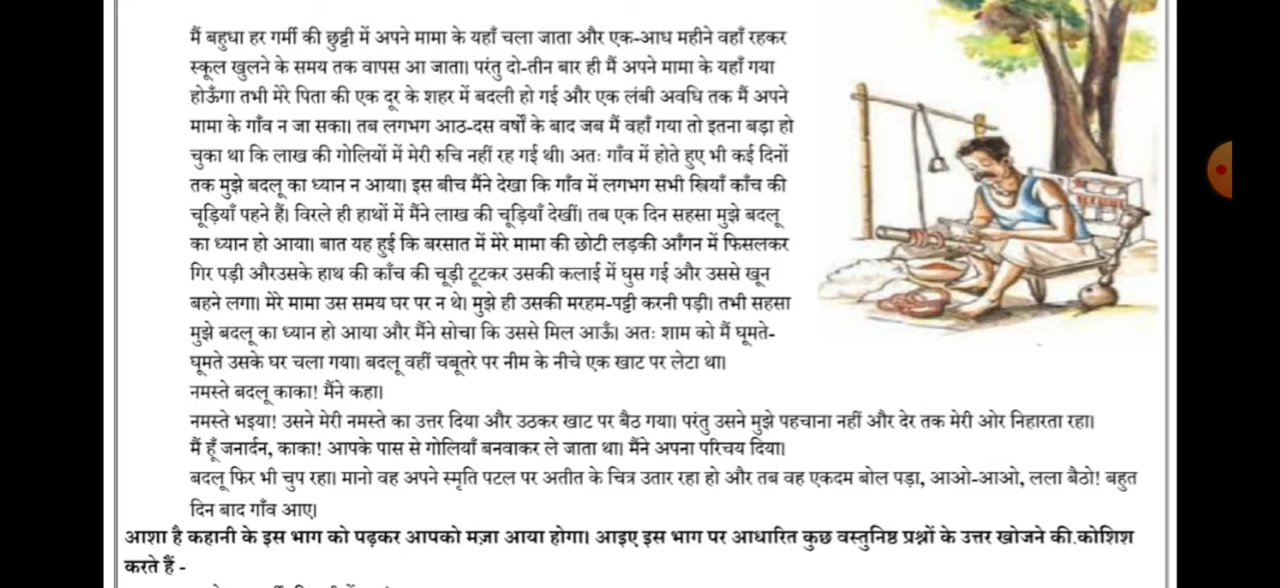 मैं बहुधा हर गर्मी की छुट्टी में अपने मामा के यहाँ चला जाता और एक-आध महीने वहाँ रहकर
स्कूल खुलने के समय तक वापस आ जाता। परंतु दो-तीन बार ही मैं अपने मामा के यहाँ गया
होऊँगा तभी मेरे पिता की एक दूर के शहर में बदली हो गई और एक लंबी अवधि तक मैं अपने
मामा के गाँव न जा सका। तब लगभग आठ-दस वर्षों के बाद जब मैं वहाँ गया तो इतना बड़ा हो
चुका था कि लाख की गोलियों में मेरी रुचि नहीं रह गई थी। अतः गाँव में होते हुए भी कई दिनों
तक मुझे बदलू का ध्यान न आया। इस बीच मैंने देखा कि गाँव में लगभग सभी स्त्रियाँ काँच की
चूड़ियाँ पहने हैं। विरले ही हाथों में मैंने लाख की चूड़ियाँ देखीं। तब एक दिन सहसा मुझे बदलू
का ध्यान हो आया। बात यह हुई कि बरसात में मेरे मामा की छोटी लड़की आँगन में फिसलकर
गिर पड़ी औरउसके हाथ की काँच की चूड़ी टूटकर उसकी कलाई में घुस गई और उससे खून
बहने लगा। मेरे मामा उस समय घर पर न थे। मुझे ही उसकी मरहम-पट्टी करनी पड़ी। तभी सहसा
मुझे बदलू का ध्यान हो आया और मैंने सोचा कि उससे मिल आऊँ। अतः शाम को मैं घूमते-
घूमते उसके घर चला गया। बदलू वहीं चबूतरे पर नीम के नीचे एक खाट पर लेटा था।
नमस्ते बदलू काका! मैंने कहा।
नमस्ते भइया! उसने मेरी नमस्ते का उत्तर दिया और उठकर खाट पर बैठ गया। परंतु उसने मुझे पहचाना नहीं और देर तक मेरी ओर निहारता रहा।
मैं हूँ जनार्दन, काका! आपके पास से गोलियाँ बनवाकर ले जाता था। मैंने अपना परिचय दिया।
बदलू फिर भी चुप रहा। मानो वह अपने स्मृति पटल पर अतीत के चित्र उतार रहा हो और तब वह एकदम बोल पड़ा, आओ-आओ, लला बैठो! बहुत
दिन बाद गाँव आए।
आशा है कहानी के इस भाग को पढ़कर आपको मज़ा आया होगा। आइए इस भाग पर आधारित कुछ वस्तुनिष्ठ प्रश्नों के उत्तर खोजने की.कोशिश
करते हैं -